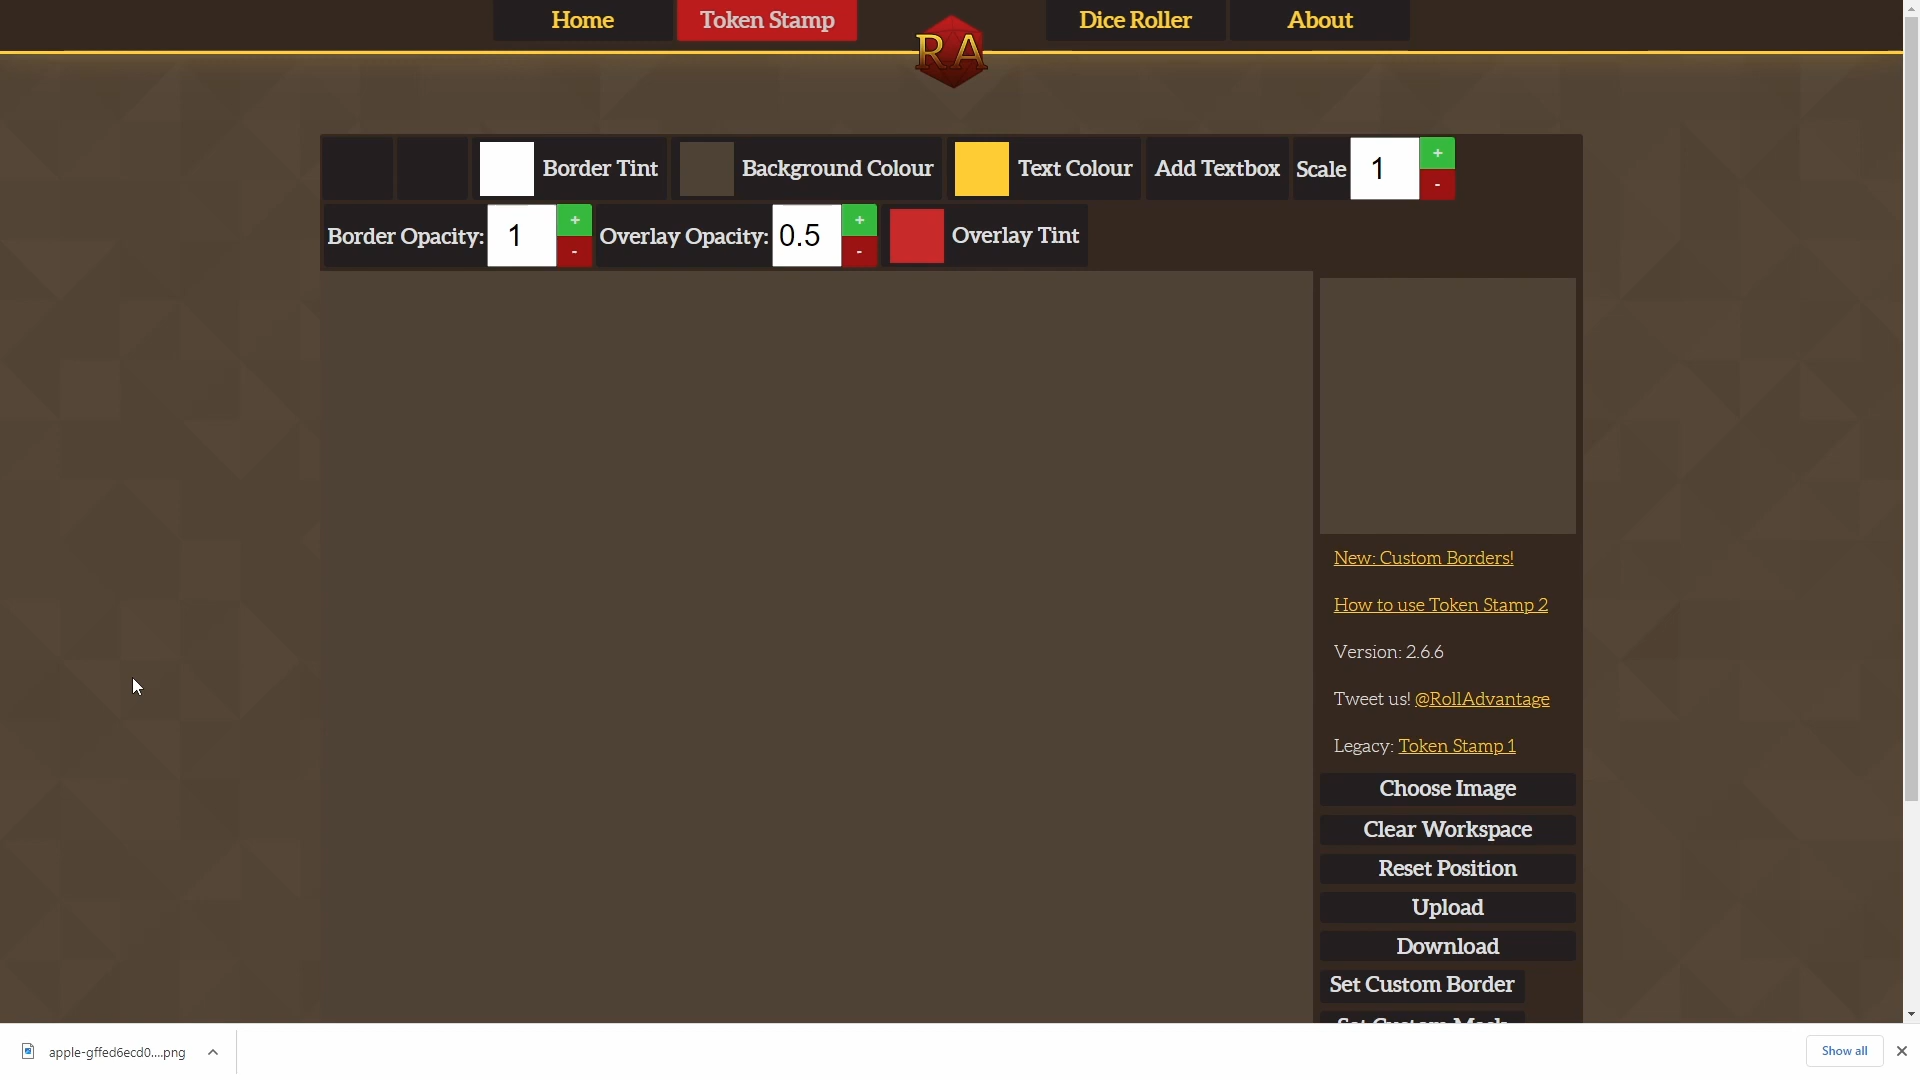 Home
Token Stamp
RA
Dice Roller
About
Border Tint
Background Colour
Text Colour
Add Textbox
Scale
1
+
-
Border Opacity:
1
+
-
Overlay Opacity:
0.5
+
-
Overlay Tint
New: Custom Borders!
How to use Token Stamp 2
Version: 2.6.6
Tweet us! @RollAdvantage
Legacy: Token Stamp 1
Choose Image
Clear Workspace
Reset Position
Upload
Download
Set Custom Border
Set Custom Mask
apple-gffed6ecd0....png
Show all